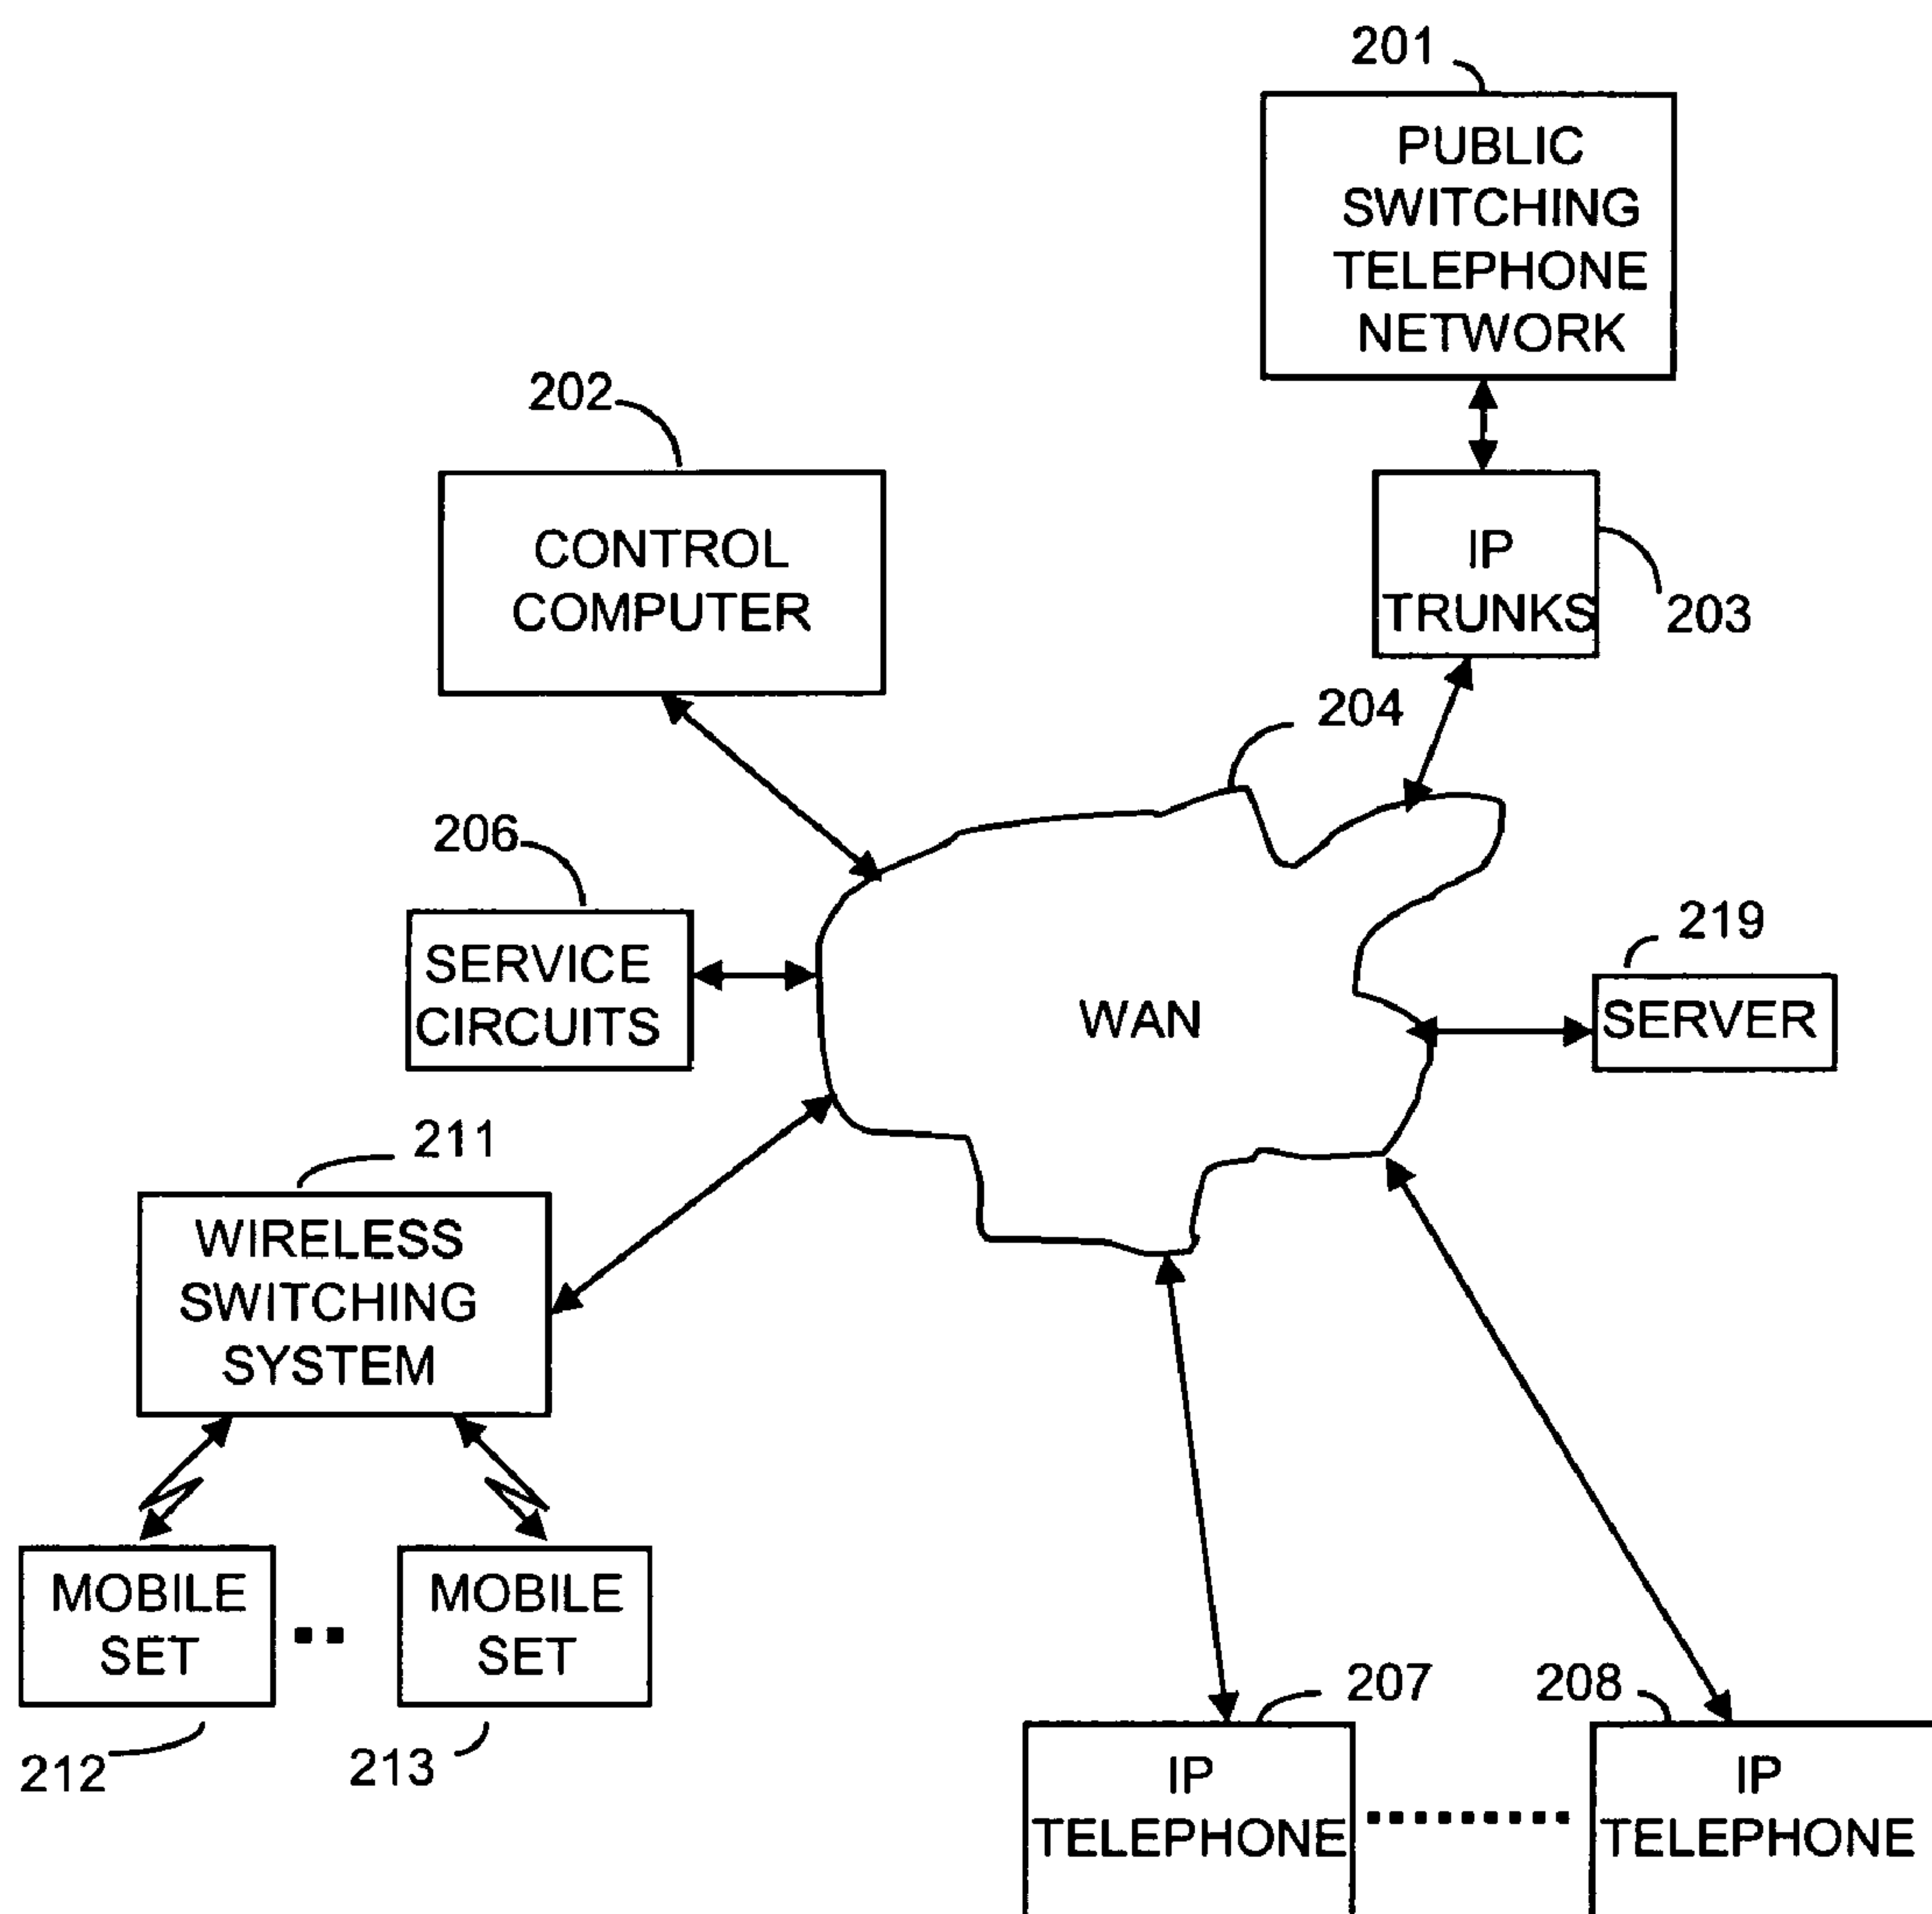 201
PUBLIC
SWITCHING
TELEPHONE
NETWORK
202
CONTROL
COMPUTER
IP
TRUNKS
203
204
206
SERVICE
CIRCUITS
WAN
219
SERVER
211
WIRELESS
SWITCHING
SYSTEM
MOBILE
SET
MOBILE
SET
212
213
207
IP
TELEPHONE
208
IP
TELEPHONE